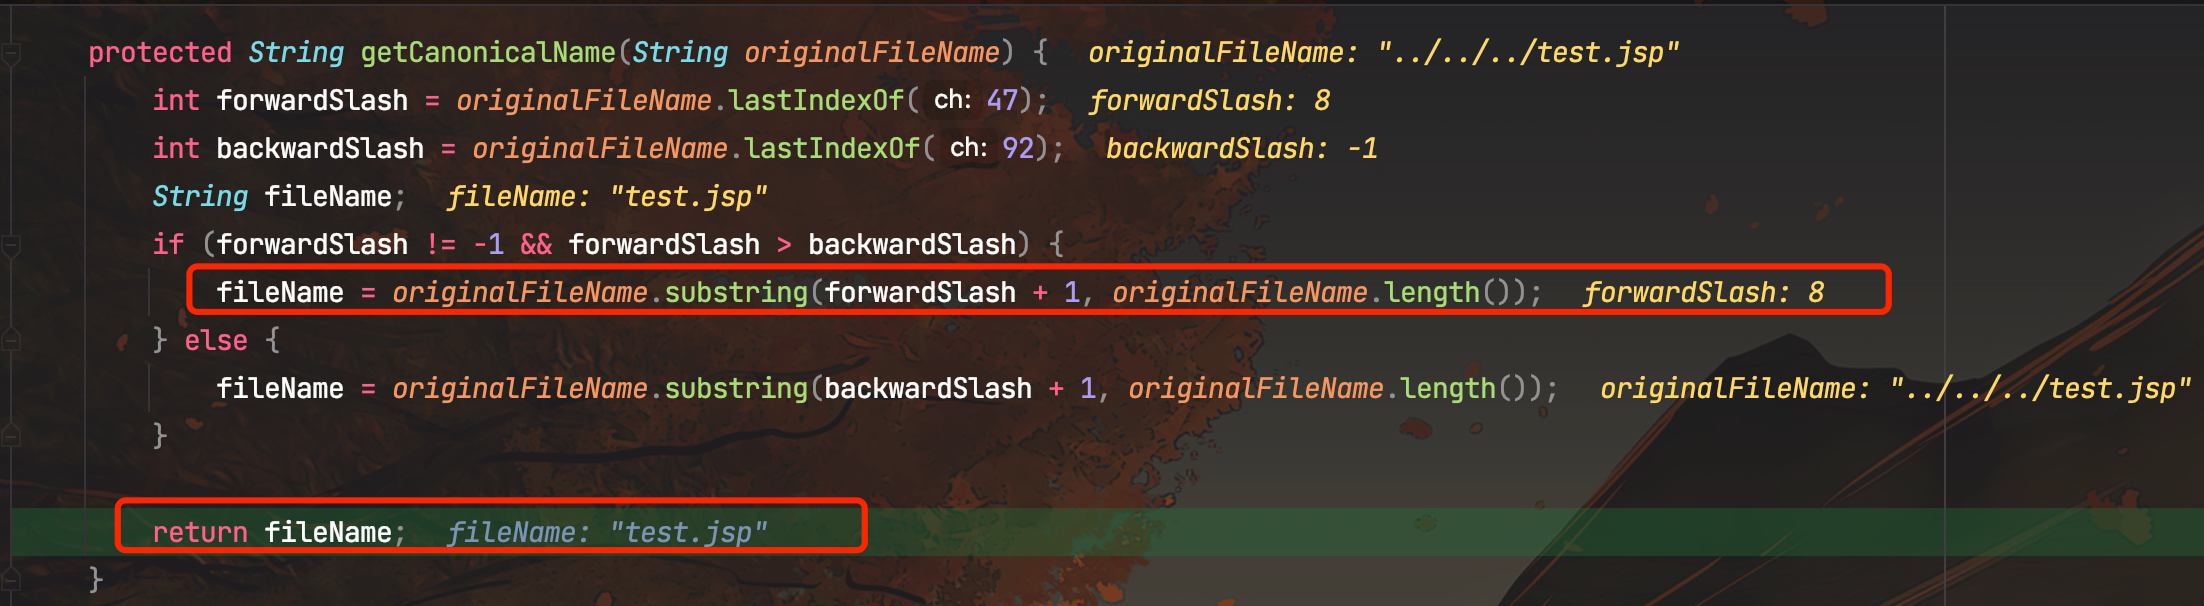 protected String getCanonicalName(String originalFileName) {   originalFileName: "../../../test.jsp"
    int forwardSlash = originalFileName.lastIndexOf( ch: 47);   forwardSlash: 8
    int backwardSlash = originalFileName.lastIndexOf( ch: 92);   backwardSlash: -1
    String fileName;   fileName: "test.jsp"
    if (forwardSlash != -1 && forwardSlash > backwardSlash) {
        fileName = originalFileName.substring(forwardSlash + 1, originalFileName.length());   forwardSlash: 8
    } else {
        fileName = originalFileName.substring(backwardSlash + 1, originalFileName.length());   originalFileName: "../../../test.jsp"
    }
    return fileName;   fileName: "test.jsp"
}